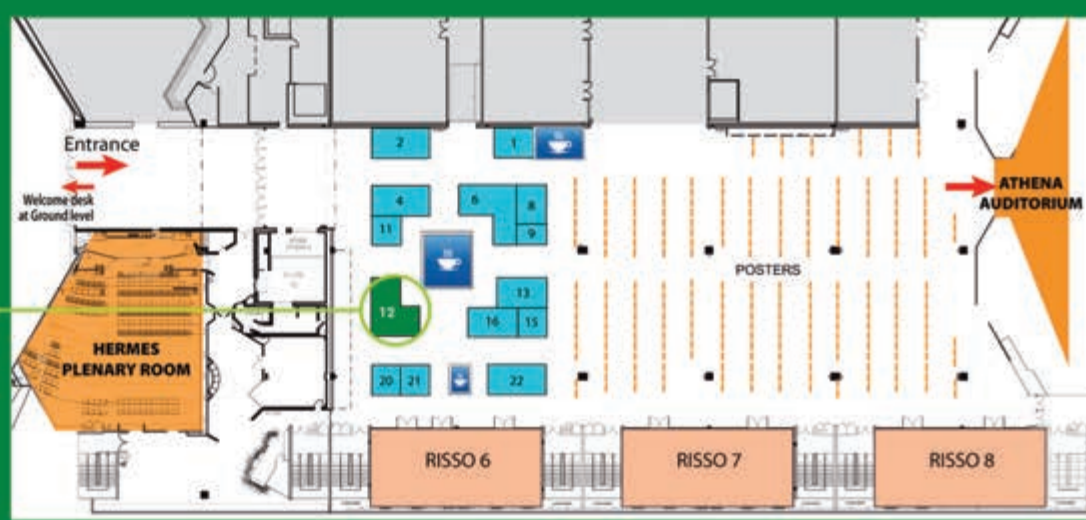 Entrance
Welcome desk
at Ground level
2
1
4
6
8
11
9
ATHENA
AUDITORIUM
POSTERS
12
13
16
15
HERMES
PLENARY ROOM
20
21
22
RISSO 6
RISSO 7
RISSO 8